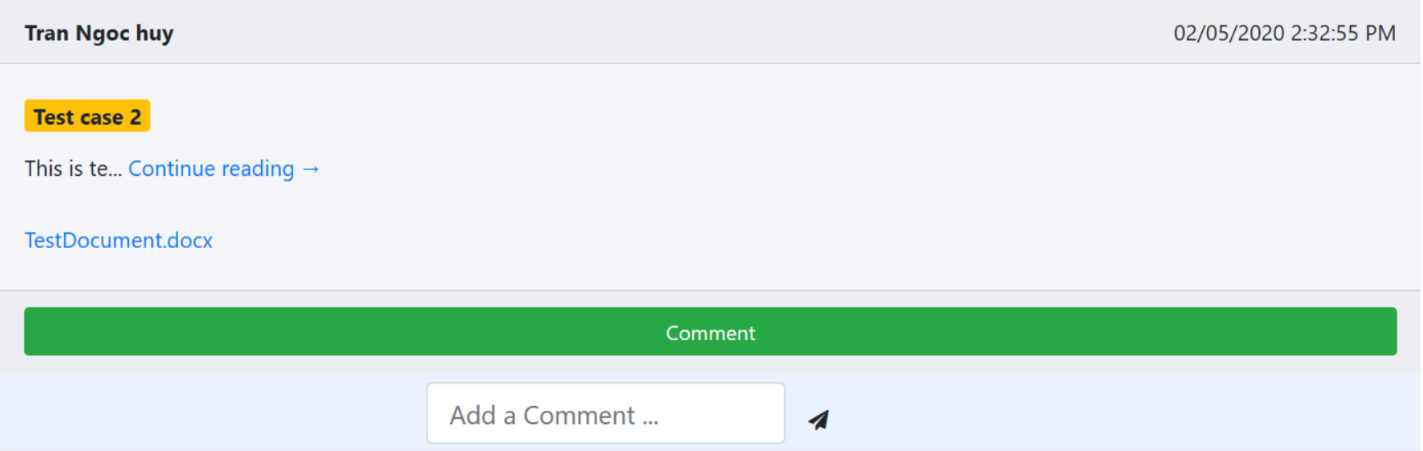 Tran Ngoc huy 02/05/2020 2:32:55 PM
Test case 2
This is te... Continue reading →
TestDocument.docx
Comment
Add a Comment ...